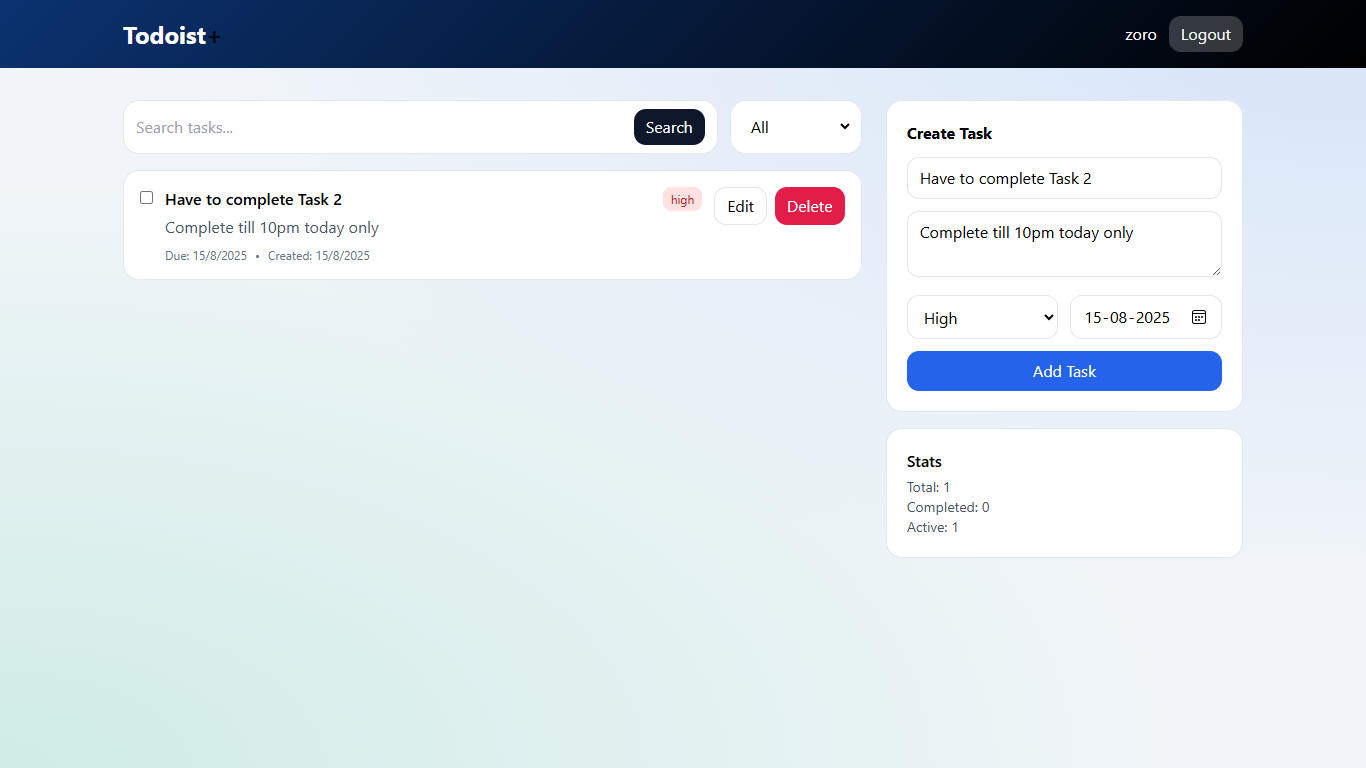 Todoist+
zoro Logout
Search tasks... Search All
Have to complete Task 2 high Edit Delete
Complete till 10pm today only
Due: 15/8/2025 • Created: 15/8/2025
Create Task
Have to complete Task 2
Complete till 10pm today only
High 15-08-2025
Add Task
Stats
Total: 1
Completed: 0
Active: 1